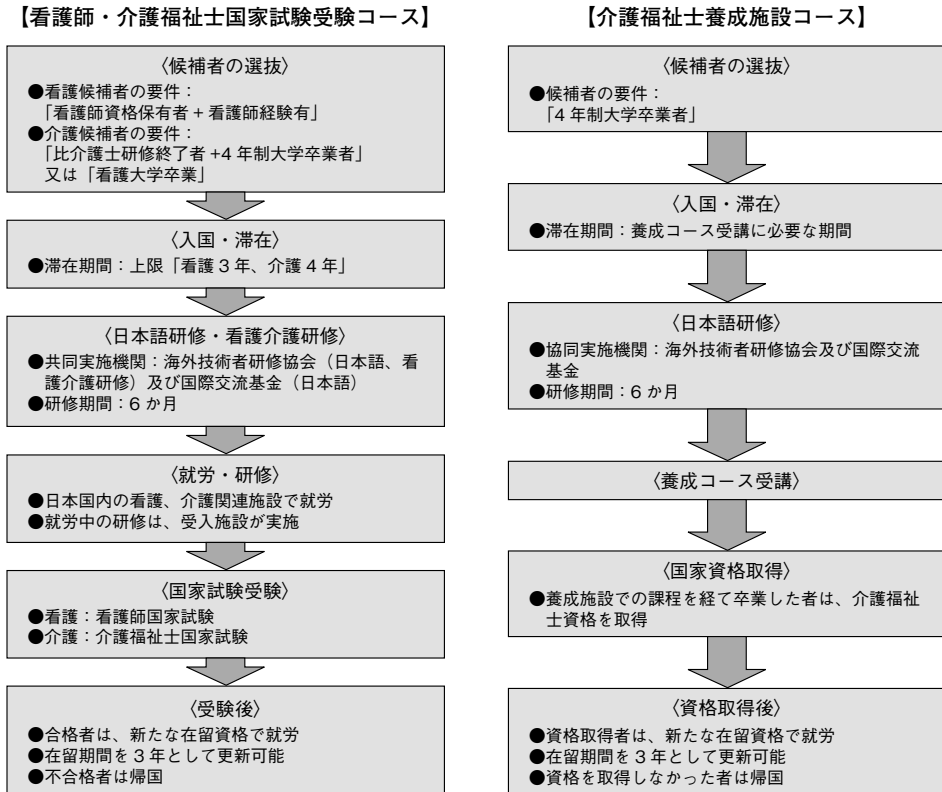 【看護師・介護福祉士国家試験受験コース】
〈候補者の選抜〉
●看護候補者の要件：
「看護師資格保有者 + 看護師経験有」
●介護候補者の要件：
「比介護士研修終了者 +4 年制大学卒業者」
又は「看護大学卒業」
〈入国・滞在〉
●滞在期間：上限「看護 3 年、介護 4 年」
〈日本語研修・看護介護研修〉
●共同実施機関：海外技術者研修協会（日本語、看
護介護研修）及び国際交流基金（日本語）
●研修期間：6 か月
〈就労・研修〉
●日本国内の看護、介護関連施設で就労
●就労中の研修は、受入施設が実施
〈国家試験受験〉
●看護：看護師国家試験
●介護：介護福祉士国家試験
〈受験後〉
●合格者は、新たな在留資格で就労
●在留期間を 3 年として更新可能
●不合格者は帰国
【介護福祉士養成施設コース】
〈候補者の選抜〉
●候補者の要件：
「4 年制大学卒業者」
〈入国・滞在〉
●滞在期間：養成コース受講に必要な期間
〈日本語研修〉
●協同実施機関：海外技術者研修協会及び国際交流
基金
●研修期間：6 か月
〈養成コース受講〉
〈国家資格取得〉
●養成施設での課程を経て卒業した者は、介護福祉
士資格を取得
〈資格取得後〉
●資格取得者は、新たな在留資格で就労
●在留期間を 3 年として更新可能
●資格を取得しなかった者は帰国